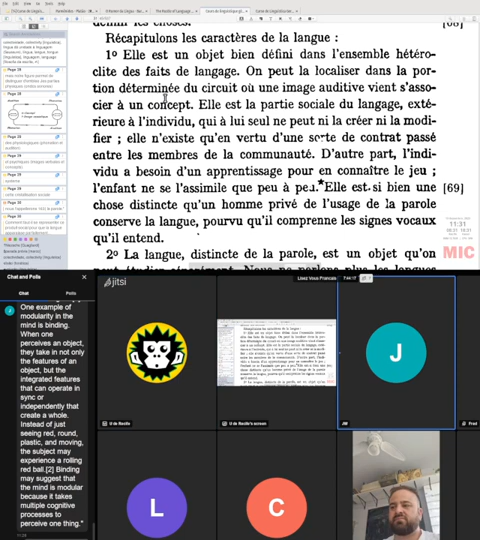 Récapitulons les caractères de la langue :
1º Elle est un objet bien défini dans l'ensemble hétéro-
clite des faits de langage. On peut la localiser dans la por-
tion déterminée du circuit où une image auditive vient s'asso-
cier à un concept. Elle est la partie sociale du langage, exté-
rieure à l'individu, qui à lui seul ne peut ni la créer ni la modi-
fier ; elle n'existe qu'en vertu d'une sorte de contrat passé
entre les membres de la communauté. D'autre part, l'indi-
vidu a besoin d'un apprentissage pour en connaître le jeu ;
l'enfant ne se l'assimile que peu à peu. Elle est si bien une [69]
chose distincte qu'un homme privé de l'usage de la parole
conserve la langue, pourvu qu'il comprenne les signes vocaux
qu'il entend.
2º La langue, distincte de la parole, est un objet qu'on
11:31
MIC
Chat and Polls
Chat Polls
One example of
modularity in the
mind is binding.
When one
perceives an object,
they take in not only
the features of an
object, but the
integrated features
that can operate in
sync or
independently that
create a whole.
Instead of just
seeing red, round,
plastic, and moving,
the subject may
experience a rolling
red ball.[2] Binding
may suggest that
the mind is modular
because it takes
multiple cognitive
processes to
perceive one thing."
jitsi
J
U de Recife
U de Recife's screen
JW
Fred
L
C